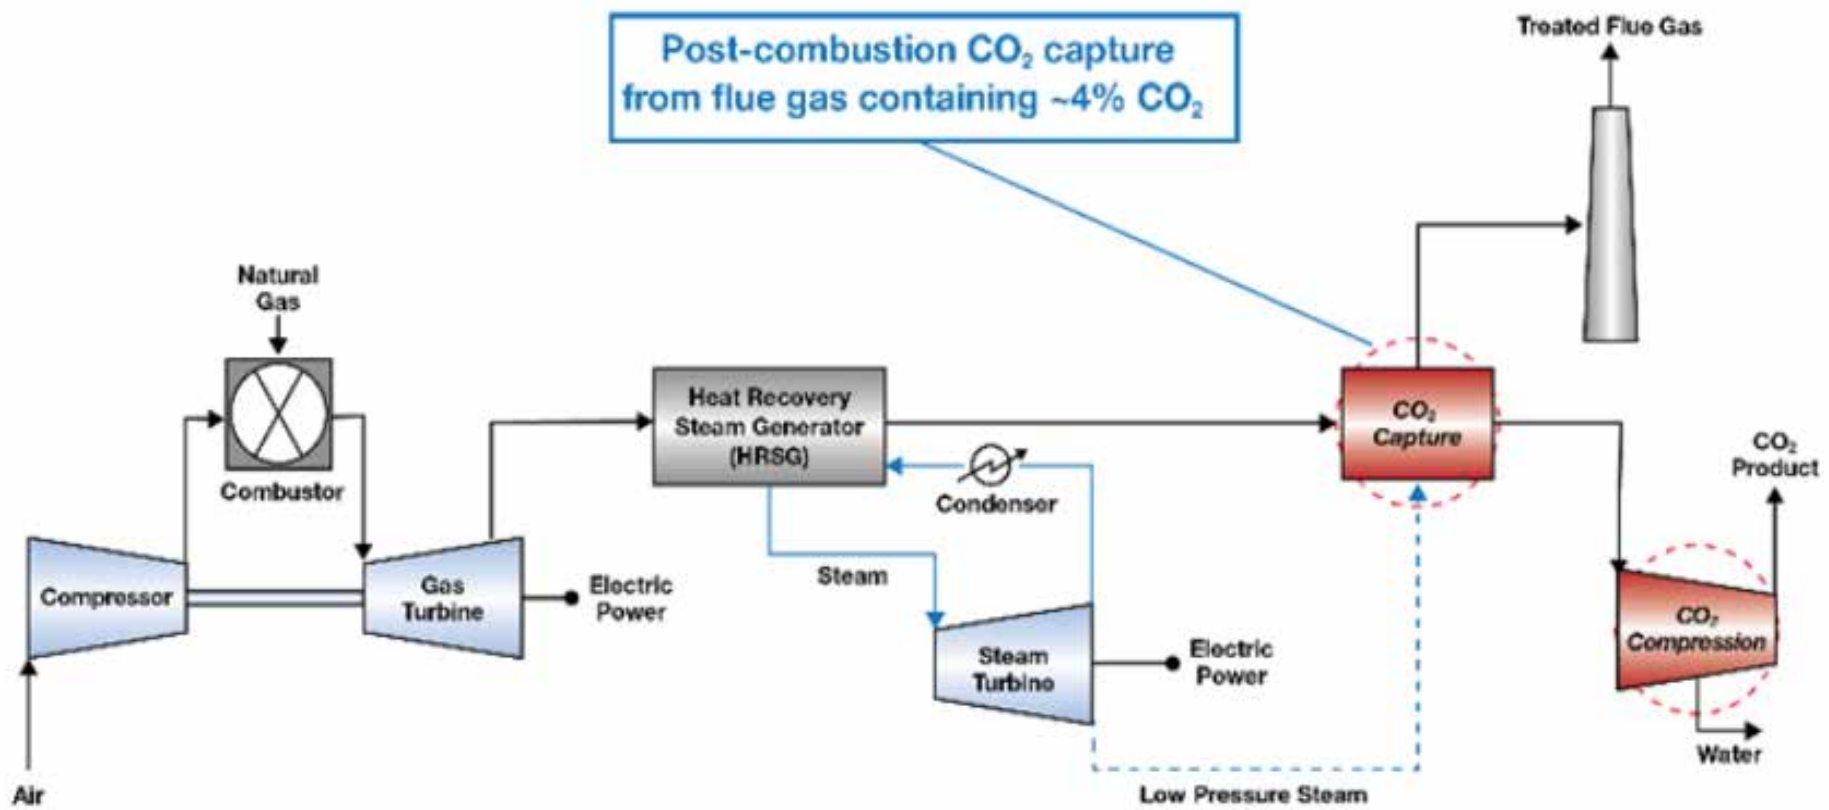 Post-combustion CO₂ capture
from flue gas containing ~4% CO₂
Treated Flue Gas
Natural
Gas
Combustor
Heat Recovery
Steam Generator
(HRSG)
CO₂
Capture
Condenser
CO₂
Product
Compressor
Gas
Turbine
Electric
Power
Steam
Steam
Turbine
Electric
Power
CO₂
Compression
Water
Air
Low Pressure Steam